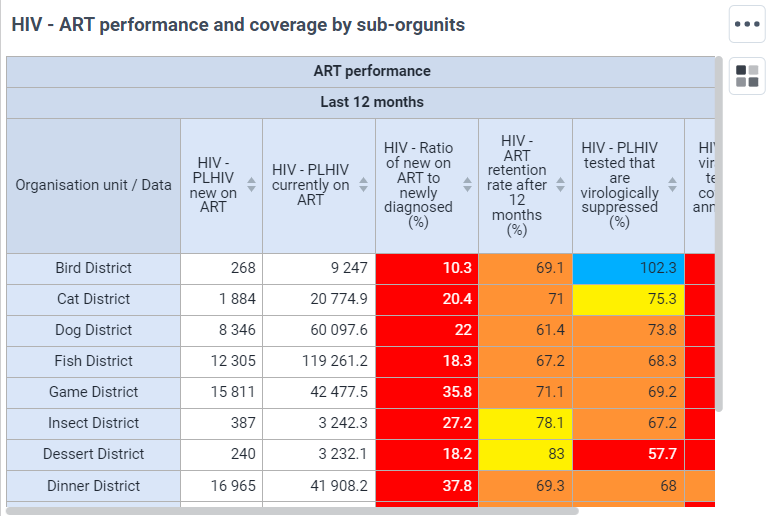 HIV - ART performance and coverage by sub-orgunits
ART performance
Last 12 months
Organisation unit / Data
HIV -
PLHIV
new on
ART
HIV - PLHIV
currently on
ART
HIV - Ratio
of new on
ART to
newly
diagnosed
(%)
HIV -
ART
retention
rate after
12
months
(%)
HIV - PLHIV
tested that
are
virologically
suppressed
(%)
Bird District 268 9 247 10.3 69.1 102.3
Cat District 1 884 20 774.9 20.4 71 75.3
Dog District 8 346 60 097.6 22 61.4 73.8
Fish District 12 305 119 261.2 18.3 67.2 68.3
Game District 15 811 42 477.5 35.8 71.1 69.2
Insect District 387 3 242.3 27.2 78.1 67.2
Dessert District 240 3 232.1 18.2 83 57.7
Dinner District 16 965 41 908.2 37.8 69.3 68